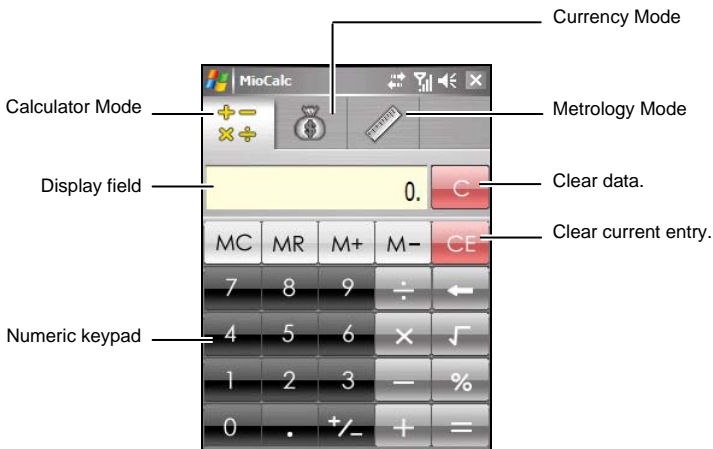 Currency Mode
MioCalc
Calculator Mode
Metrology Mode
Display field
0.
C
Clear data.
MC MR M+ M− CE
Clear current entry.
7 8 9 ÷ ←
Numeric keypad
4 5 6 × √
1 2 3 − %
0 . +/− + =